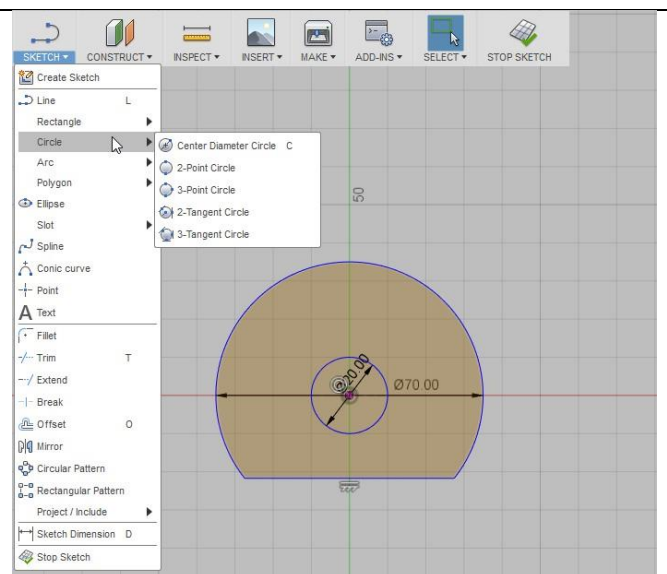 SKETCH ▾ CONSTRUCT ▾ INSPECT ▾ INSERT ▾ MAKE ▾ ADD-INS ▾ SELECT ▾ STOP SKETCH
Create Sketch
Line L
Rectangle
Circle
Arc
Polygon
Ellipse
Slot
Spline
Conic curve
Point
Text
Fillet
Trim T
Extend
Break
Offset O
Mirror
Circular Pattern
Rectangular Pattern
Project / Include
Sketch Dimension D
Stop Sketch
Center Diameter Circle C
2-Point Circle
3-Point Circle
2-Tangent Circle
3-Tangent Circle
50
Ø20.00
Ø70.00